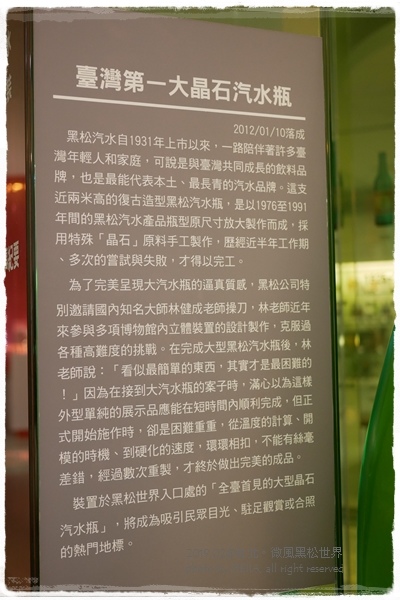 臺灣第一大晶石汽水瓶
2012/01/10落成
黑松汽水自1931年上市以來，一路陪伴著許多臺
灣年輕人和家庭，可說是與臺灣共同成長的飲料品
牌，也是最能代表本土、最長青的汽水品牌。這支
近兩米高的復古造型黑松汽水瓶，是以1976至1991
年間的黑松汽水產品瓶型原尺寸放大製作而成，採
用特殊「晶石」原料手工製作，歷經近半年工作期
、多次的嘗試與失敗，才得以完工。
為了完美呈現大汽水瓶的逼真質感，黑松公司特
別邀請國內知名大師林健成老師操刀，林老師近年
來參與多項博物館內立體裝置的設計製作，克服過
各種高難度的挑戰。在完成大型黑松汽水瓶後，林
老師說：「看似最簡單的東西，其實才是最困難的
！」因為在接到大汽水瓶的案子時，滿心以為這樣
外型單純的展示品應能在短時間內順利完成，但正
式開始施作時，卻是困難重重，從溫度的計算、開
模的時機、到硬化的速度，環環相扣，不能有絲毫
差錯，經過數次重製，才終於做出完美的成品。
裝置於黑松世界入口處的「全臺首見的大型晶石
汽水瓶」，將成為吸引民眾目光、駐足觀賞或合照
的熱門地標。
黑松世界
all right reserved